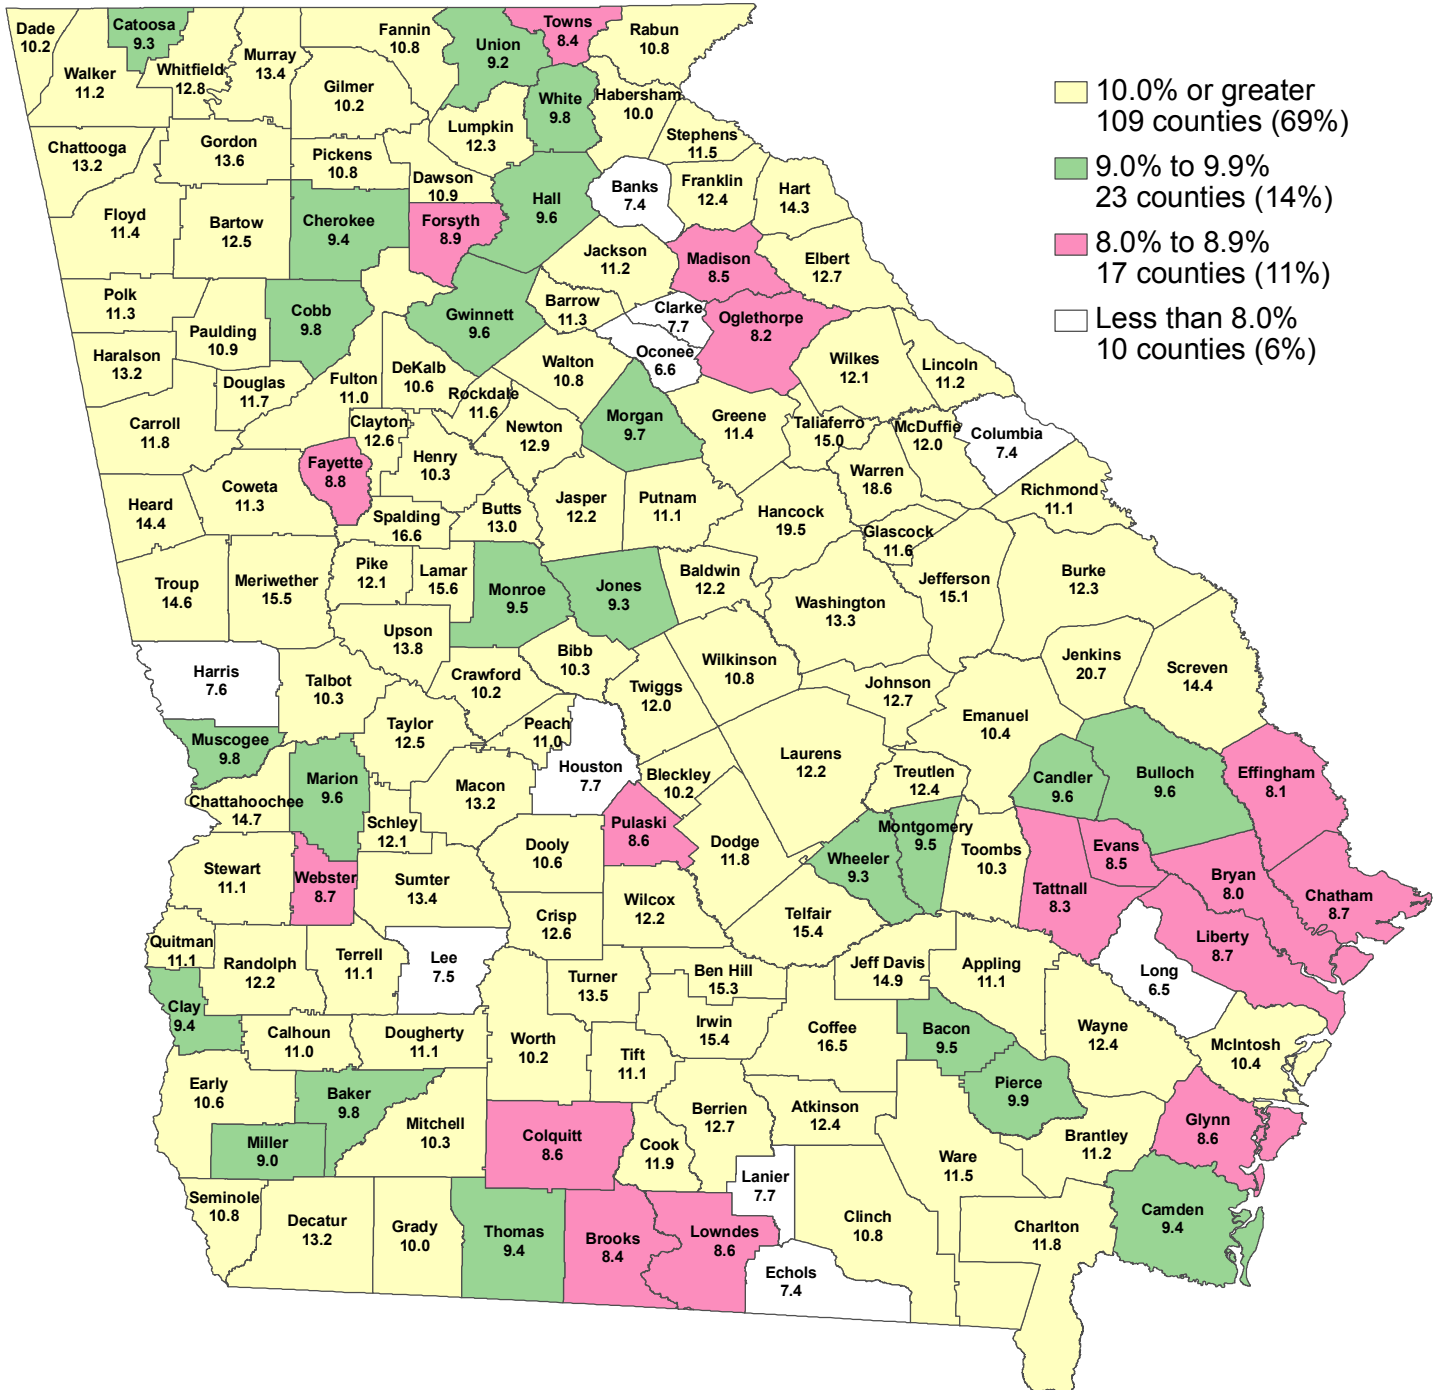 Dade
10.2
Catoosa
9.3
Walker
11.2
Whitfield
12.8
Murray
13.4
Fannin
10.8
Gilmer
10.2
Union
9.2
Towns
8.4
Rabun
10.8
White
9.8
Habersham
10.0
Lumpkin
12.3
Stephens
11.5
10.0% or greater
109 counties (69%)
9.0% to 9.9%
23 counties (14%)
8.0% to 8.9%
17 counties (11%)
Less than 8.0%
10 counties (6%)
Chattooga
13.2
Gordon
13.6
Pickens
10.8
Dawson
10.9
Hall
9.6
Banks
7.4
Franklin
12.4
Hart
14.3
Floyd
11.4
Bartow
12.5
Cherokee
9.4
Forsyth
8.9
Jackson
11.2
Madison
8.5
Elbert
12.7
Polk
11.3
Paulding
10.9
Cobb
9.8
Gwinnett
9.6
Barrow
11.3
Clarke
7.7
Oconee
6.6
Oglethorpe
8.2
Wilkes
12.1
Lincoln
11.2
Haralson
13.2
Douglas
11.7
Fulton
11.0
DeKalb
10.6
Rockdale
11.6
Walton
10.8
Morgan
9.7
Greene
11.4
Taliaferro
15.0
McDuffie
12.0
Columbia
7.4
Carroll
11.8
Clayton
12.6
Newton
12.9
Fayette
8.8
Henry
10.3
Warren
18.6
Richmond
11.1
Heard
14.4
Coweta
11.3
Spalding
16.6
Butts
13.0
Jasper
12.2
Putnam
11.1
Hancock
19.5
Glascock
11.6
Troup
14.6
Meriwether
15.5
Pike
12.1
Lamar
15.6
Monroe
9.5
Jones
9.3
Baldwin
12.2
Washington
13.3
Jefferson
15.1
Burke
12.3
Upson
13.8
Harris
7.6
Talbot
10.3
Crawford
10.2
Bibb
10.3
Twiggs
12.0
Wilkinson
10.8
Johnson
12.7
Jenkins
20.7
Screven
14.4
Muscogee
9.8
Taylor
12.5
Peach
11.0
Houston
7.7
Bleckley
10.2
Laurens
12.2
Emanuel
10.4
Treutlen
12.4
Candler
9.6
Bulloch
9.6
Effingham
8.1
Chattahoochee
14.7
Marion
9.6
Schley
12.1
Macon
13.2
Pulaski
8.6
Dodge
11.8
Wheeler
9.3
Montgomery
9.5
Toombs
10.3
Tattnall
8.3
Evans
8.5
Bryan
8.0
Chatham
8.7
Stewart
11.1
Webster
8.7
Sumter
13.4
Dooly
10.6
Crisp
12.6
Wilcox
12.2
Telfair
15.4
Liberty
8.7
Long
6.5
Quitman
11.1
Randolph
12.2
Terrell
11.1
Lee
7.5
Turner
13.5
Ben Hill
15.3
Jeff Davis
14.9
Appling
11.1
Clay
9.4
Calhoun
11.0
Dougherty
11.1
Worth
10.2
Irwin
15.4
Coffee
16.5
Bacon
9.5
Wayne
12.4
McIntosh
10.4
Early
10.6
Baker
9.8
Mitchell
10.3
Tift
11.1
Berrien
12.7
Atkinson
12.4
Pierce
9.9
Glynn
8.6
Miller
9.0
Colquitt
8.6
Cook
11.9
Lanier
7.7
Ware
11.5
Brantley
11.2
Camden
9.4
Seminole
10.8
Decatur
13.2
Grady
10.0
Thomas
9.4
Brooks
8.4
Lowndes
8.6
Echols
7.4
Clinch
10.8
Charlton
11.8